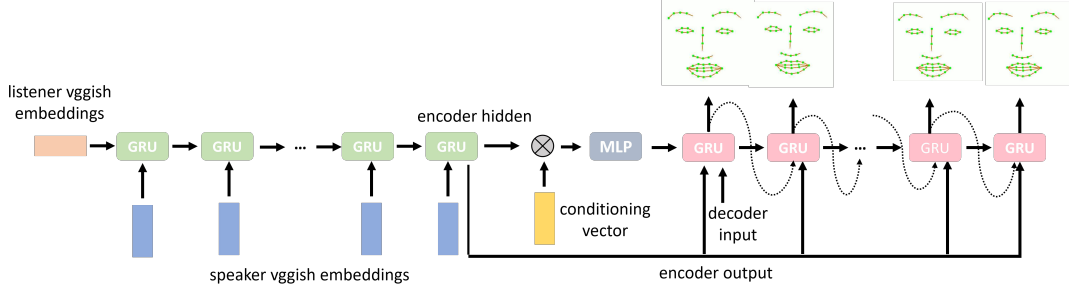 listener vggish
embeddings
GRU
GRU
...
GRU
GRU
encoder hidden
MLP
GRU
GRU
...
GRU
GRU
conditioning
vector
decoder
input
speaker vggish embeddings
encoder output